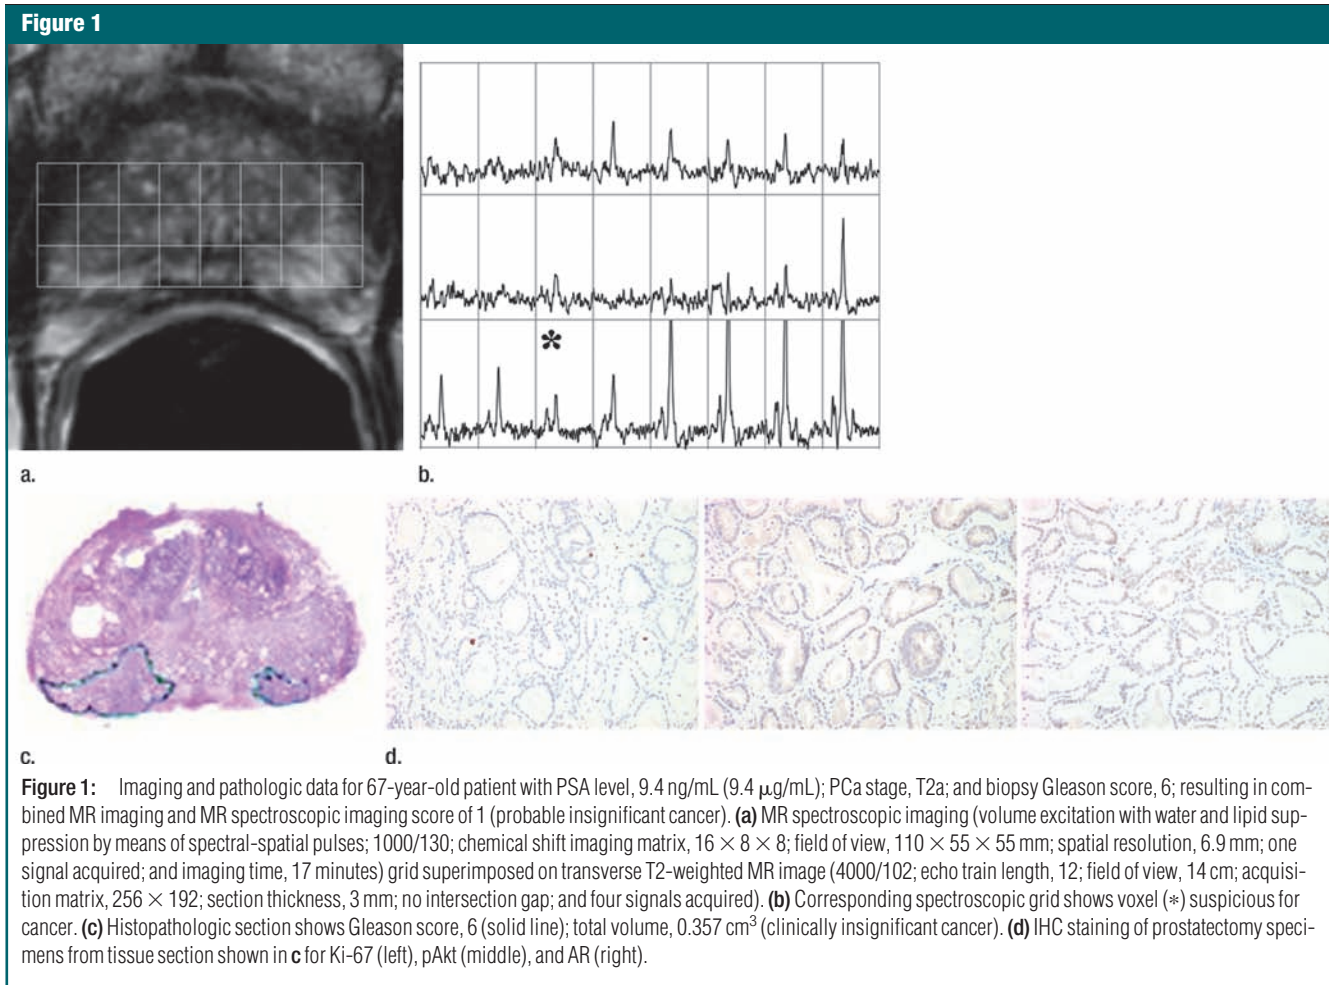 Figure 1
*
a.
b.
c.
d.
Figure 1: Imaging and pathologic data for 67-year-old patient with PSA level, 9.4 ng/mL (9.4 μg/mL); PCa stage, T2a; and biopsy Gleason score, 6; resulting in com-
bined MR imaging and MR spectroscopic imaging score of 1 (probable insignificant cancer). (a) MR spectroscopic imaging (volume excitation with water and lipid sup-
pression by means of spectral-spatial pulses; 1000/130; chemical shift imaging matrix, 16 × 8 × 8; field of view, 110 × 55 × 55 mm; spatial resolution, 6.9 mm; one
signal acquired; and imaging time, 17 minutes) grid superimposed on transverse T2-weighted MR image (4000/102; echo train length, 12; field of view, 14 cm; acquisi-
tion matrix, 256 × 192; section thickness, 3 mm; no intersection gap; and four signals acquired). (b) Corresponding spectroscopic grid shows voxel (*) suspicious for
cancer. (c) Histopathologic section shows Gleason score, 6 (solid line); total volume, 0.357 cm³ (clinically insignificant cancer). (d) IHC staining of prostatectomy speci-
mens from tissue section shown in c for Ki-67 (left), pAkt (middle), and AR (right).